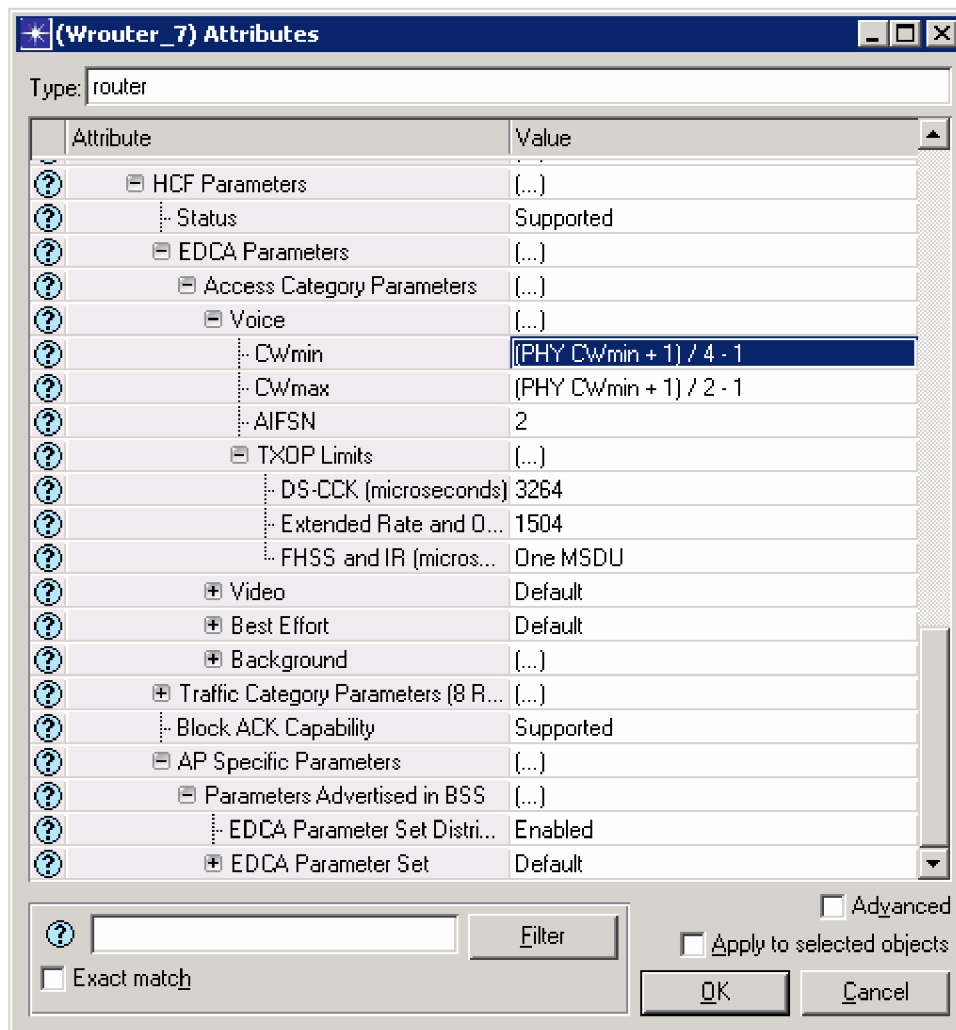 (Wrouter_7) Attributes
Type: router
Attribute Value
HCF Parameters (...)
Status Supported
EDCA Parameters (...)
Access Category Parameters (...)
Voice (...)
CWmin (PHY CWmin + 1) / 4 - 1
CWmax (PHY CWmin + 1) / 2 - 1
AIFSN 2
TXOP Limits (...)
DS-CCK (microseconds) 3264
Extended Rate and O... 1504
FHSS and IR (micros... One MSDU
Video Default
Best Effort Default
Background (...)
Traffic Category Parameters (8 R... (...)
Block ACK Capability Supported
AP Specific Parameters (...)
Parameters Advertised in BSS (...)
EDCA Parameter Set Distri... Enabled
EDCA Parameter Set Default
Advanced
Filter
Apply to selected objects
Exact match
OK Cancel